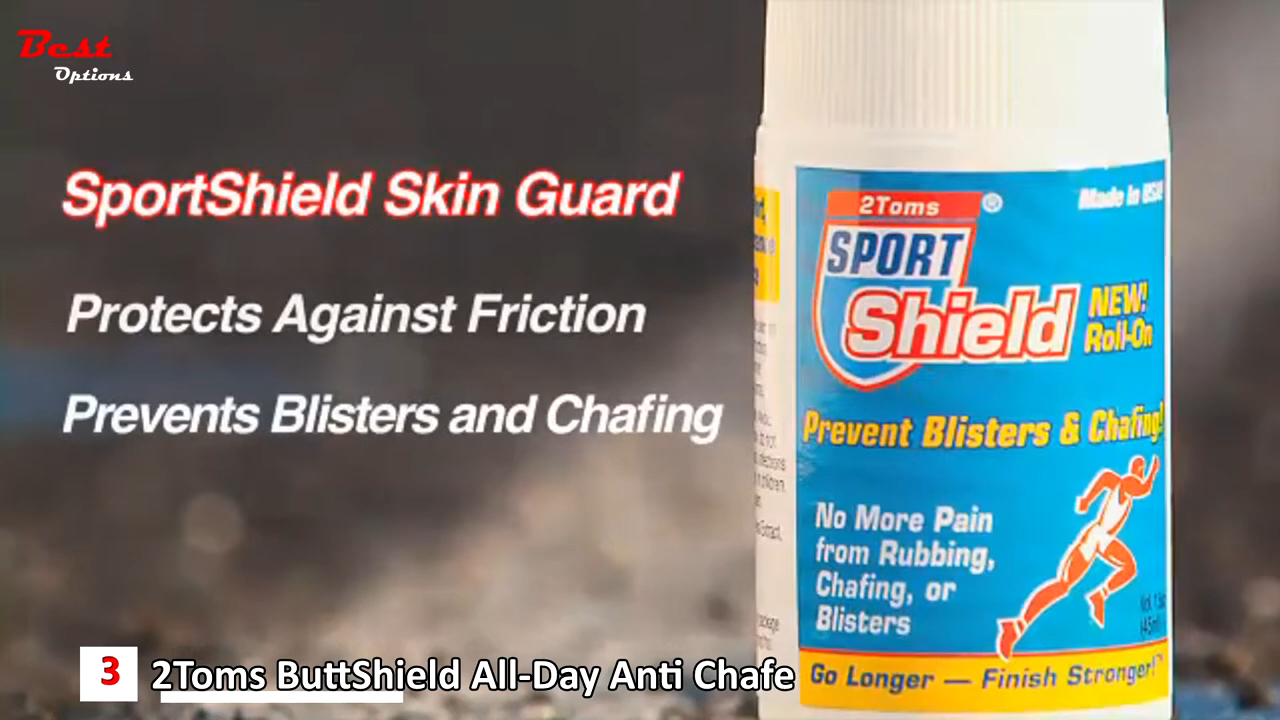 Best
Options
SportShield Skin Guard
Protects Against Friction
Prevents Blisters and Chafing
Made in USA
2Toms ®
SPORT
Shield
NEW!
Roll-On
Prevent Blisters & Chafing!
No More Pain
from Rubbing,
Chafing, or
Blisters
Go Longer — Finish Stronger!™
3 2Toms ButtShield All-Day Anti Chafe